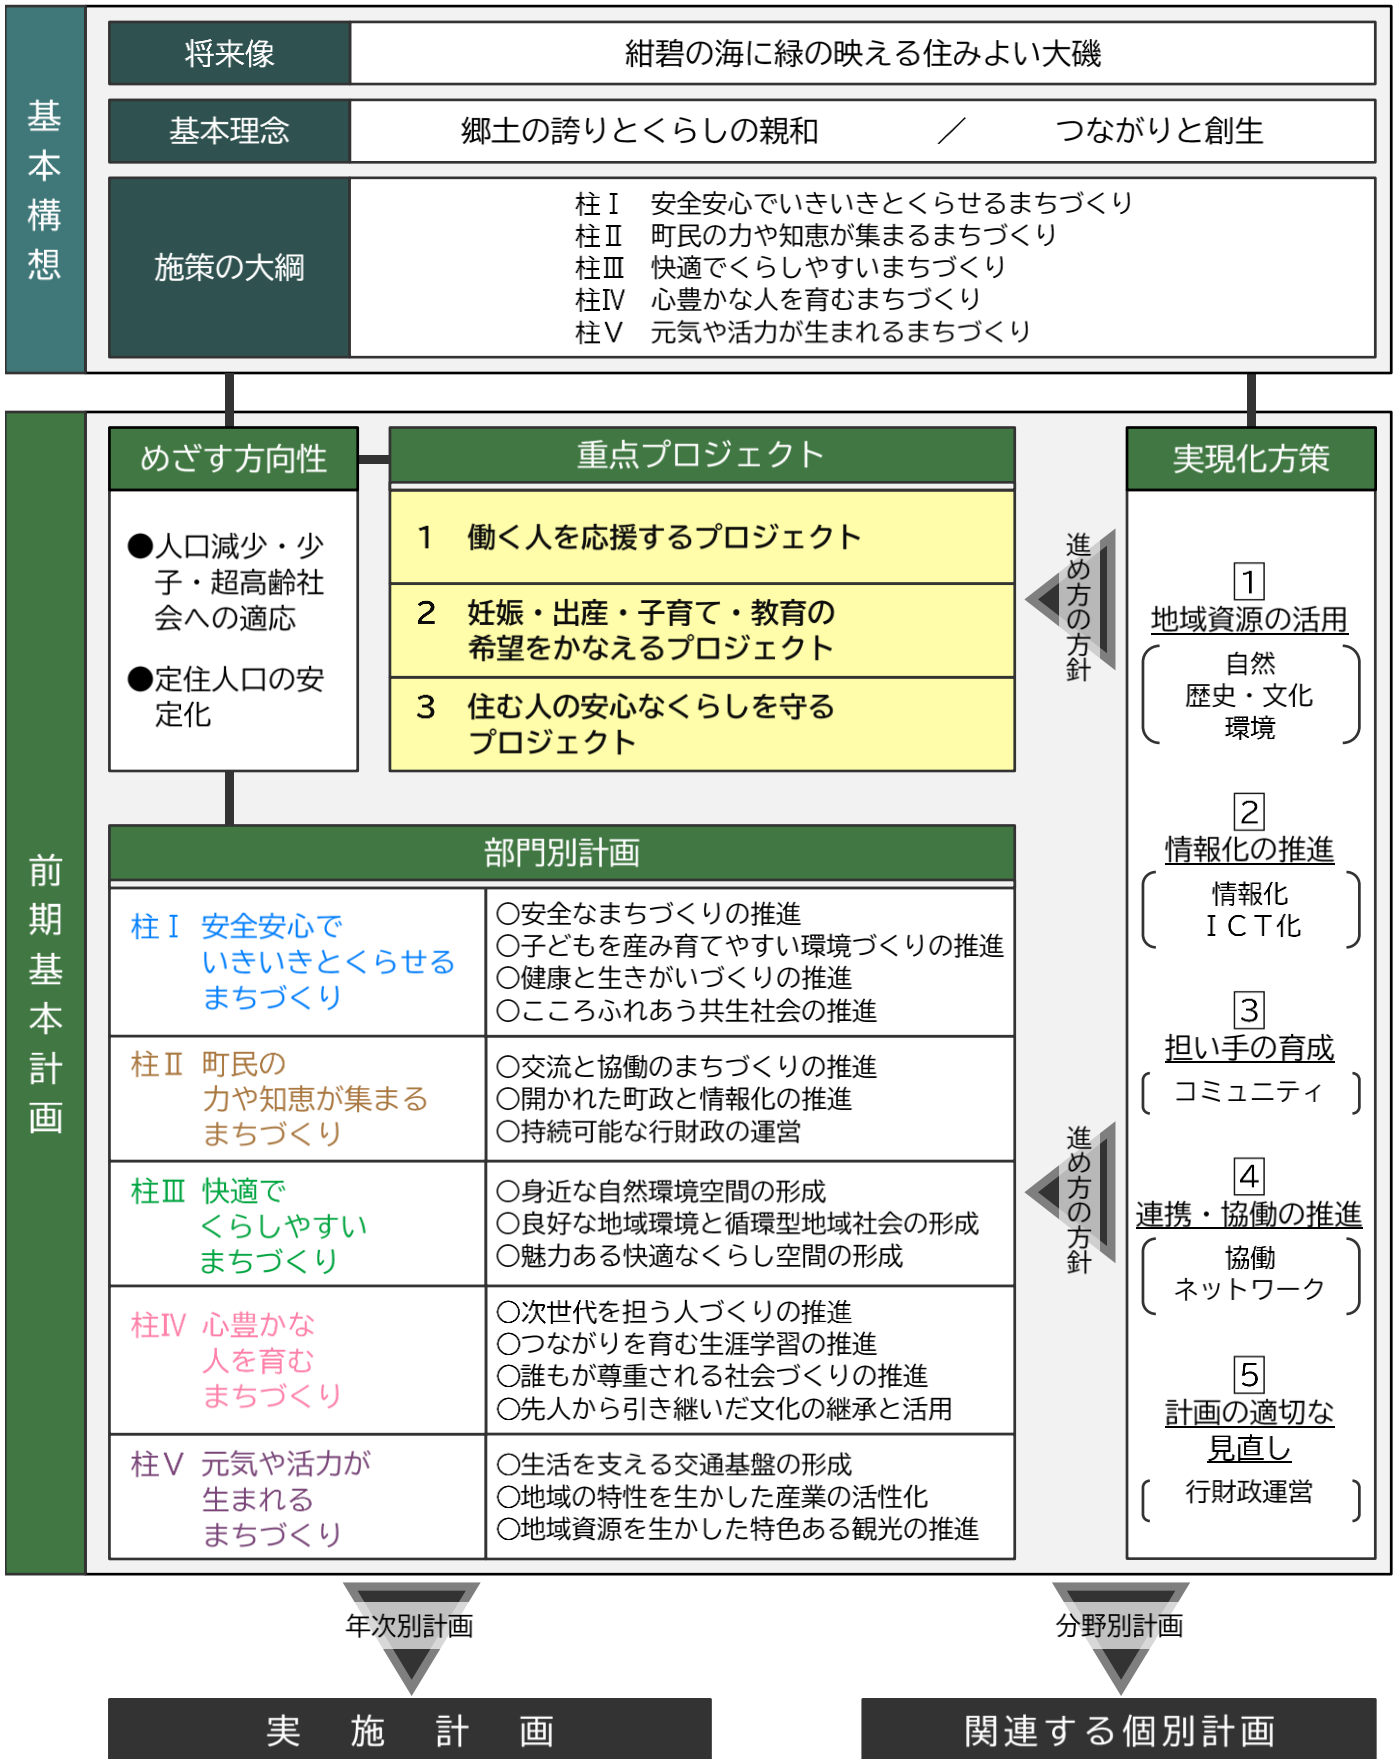 基本構想
将来像
紺碧の海に緑の映える住みよい大磯
基本理念
郷土の誇りとくらしの親和　／　つながりと創生
施策の大綱
柱Ⅰ　安全安心でいきいきとくらせるまちづくり
柱Ⅱ　町民の力や知恵が集まるまちづくり
柱Ⅲ　快適でくらしやすいまちづくり
柱Ⅳ　心豊かな人を育むまちづくり
柱Ⅴ　元気や活力が生まれるまちづくり
前期基本計画
めざす方向性
●人口減少・少
子・超高齢社
会への適応
●定住人口の安
定化
重点プロジェクト
１　働く人を応援するプロジェクト
２　妊娠・出産・子育て・教育の
希望をかなえるプロジェクト
３　住む人の安心なくらしを守る
プロジェクト
進め方の方針
部門別計画
柱Ⅰ　安全安心で
いきいきとくらせる
まちづくり
○安全なまちづくりの推進
○子どもを産み育てやすい環境づくりの推進
○健康と生きがいづくりの推進
○こころふれあう共生社会の推進
柱Ⅱ　町民の
力や知恵が集まる
まちづくり
○交流と協働のまちづくりの推進
○開かれた町政と情報化の推進
○持続可能な行財政の運営
柱Ⅲ　快適で
くらしやすい
まちづくり
○身近な自然環境空間の形成
○良好な地域環境と循環型地域社会の形成
○魅力ある快適なくらし空間の形成
柱Ⅳ　心豊かな
人を育む
まちづくり
○次世代を担う人づくりの推進
○つながりを育む生涯学習の推進
○誰もが尊重される社会づくりの推進
○先人から引き継いだ文化の継承と活用
柱Ⅴ　元気や活力が
生まれる
まちづくり
○生活を支える交通基盤の形成
○地域の特性を生かした産業の活性化
○地域資源を生かした特色ある観光の推進
進め方の方針
実現化方策
1
地域資源の活用
自然
歴史・文化
環境
2
情報化の推進
情報化
ＩＣＴ化
3
担い手の育成
コミュニティ
4
連携・協働の推進
協働
ネットワーク
5
計画の適切な
見直し
行財政運営
年次別計画
分野別計画
実施計画
関連する個別計画